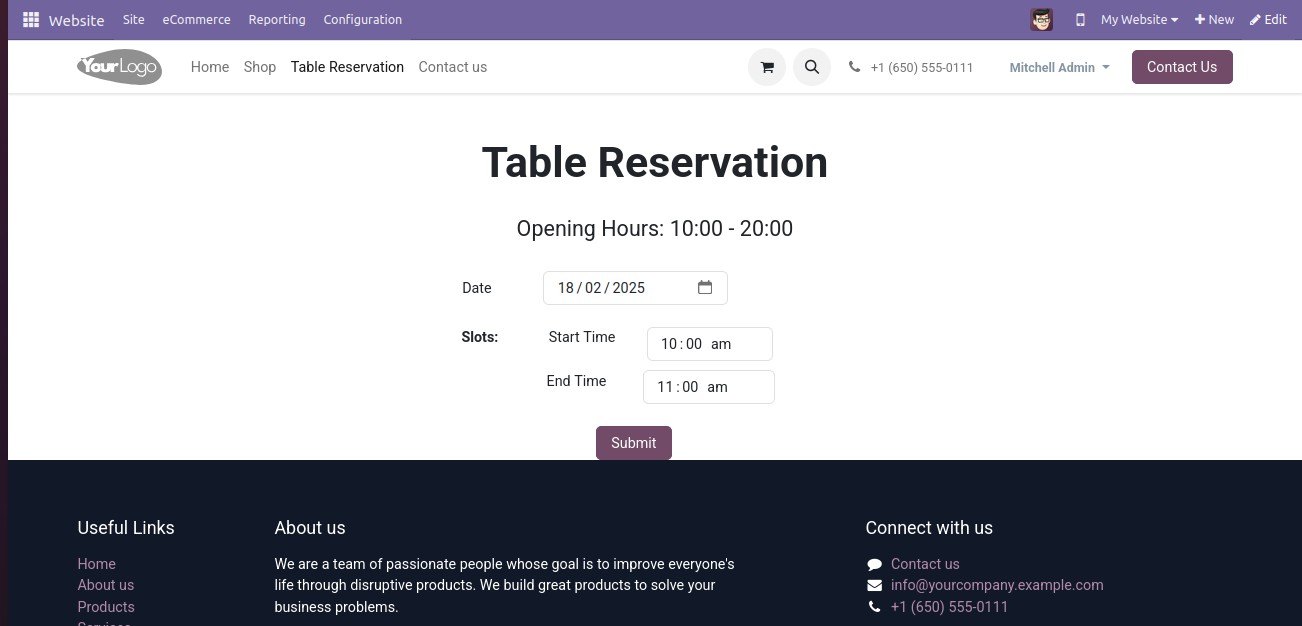 Website Site eCommerce Reporting Configuration My Website New Edit
YourLogo Home Shop Table Reservation Contact us +1 (650) 555-0111 Mitchell Admin Contact Us
Table Reservation
Opening Hours: 10:00 - 20:00
Date 18/02/2025
Slots: Start Time 10:00 am
End Time 11:00 am
Submit
Useful Links About us Connect with us
Home We are a team of passionate people whose goal is to improve everyone's Contact us
About us life through disruptive products. We build great products to solve your info@yourcompany.example.com
Products business problems. +1 (650) 555-0111